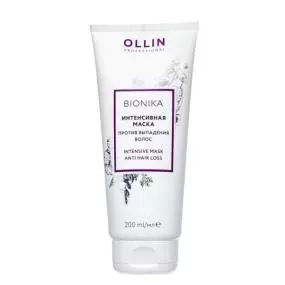 OLLIN
PROFESSIONAL
BIONIKA
ИНТЕНСИВНАЯ
МАСКА
ПРОТИВ ВЫПАДЕНИЯ
ВОЛОС
INTENSIVE MASK
ANTI HAIR LOSS
200 ml/мл ℮